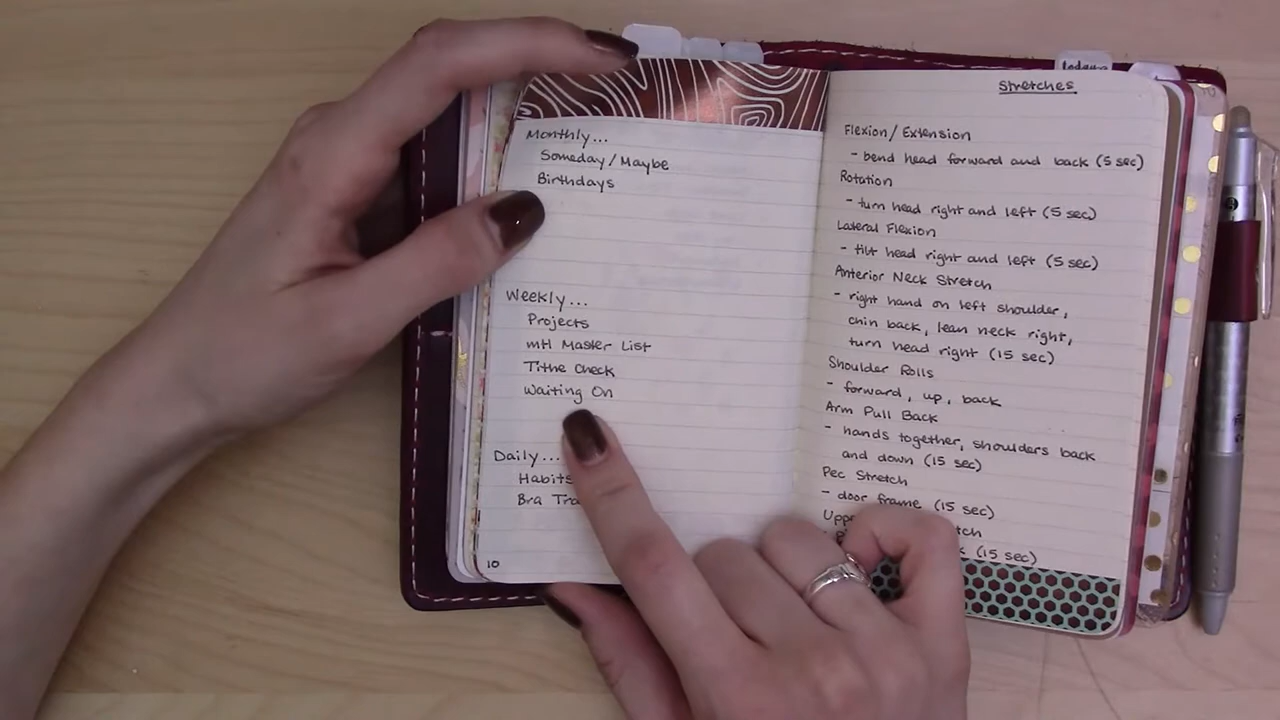 Monthly...
Someday/Maybe
Birthdays
Weekly...
Projects
mtl Master List
Tithe Check
Waiting On
Daily...
Habits
Bra
10
today
Stretches
Flexion/Extension
- bend head forward and back (5 sec)
Rotation
- turn head right and left (5 sec)
Lateral Flexion
- tilt head right and left (5 sec)
Anterior Neck Stretch
- right hand on left shoulder,
chin back, lean neck right,
turn head right (15 sec)
Shoulder Rolls
- forward, up, back
Arm Pull Back
- hands together, shoulders back
and down (15 sec)
Pec Stretch
- door frame (15 sec)
(15 sec)